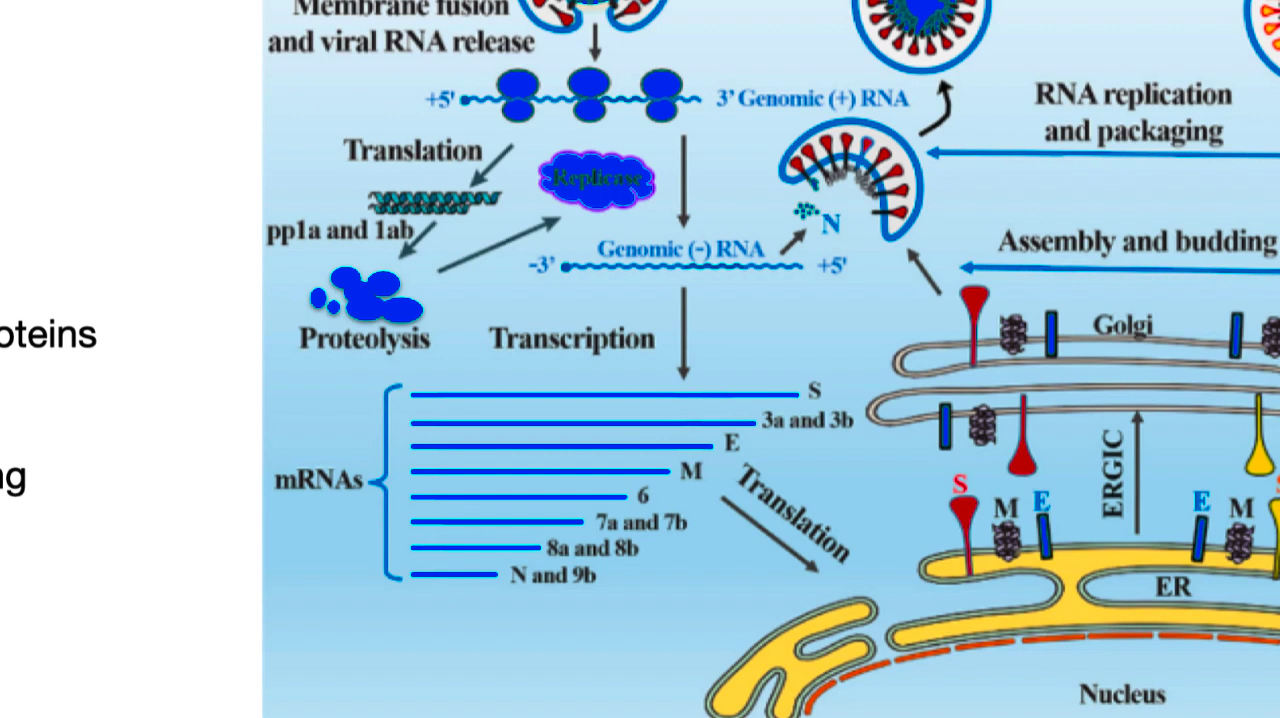 oteins
ng
Membrane fusion
and viral RNA release
+5'
3' Genomic (+) RNA
RNA replication
and packaging
Translation
Replicase
pp1a and 1ab
N
Genomic (-) RNA
-3'
+5'
Assembly and budding
Proteolysis
Transcription
Golgi
S
3a and 3b
E
M
6
7a and 7b
8a and 8b
N and 9b
mRNAs
Translation
ERGIC
S
M
E
E
M
ER
Nucleus